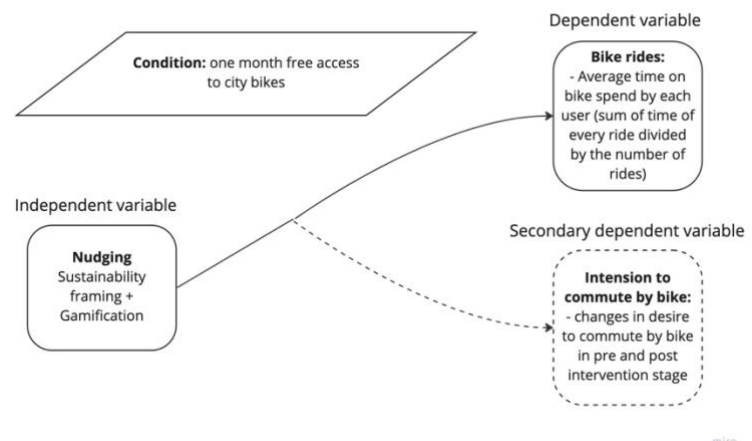 Dependent variable
Condition: one month free access
to city bikes
Bike rides:
- Average time on
bike spend by each
user (sum of time of
every ride divided
by the number of
rides)
Independent variable
Nudging
Sustainability
framing +
Gamification
Secondary dependent variable
Intension to
commute by bike:
- changes in desire
to commute by bike
in pre and post
intervention stage
miro